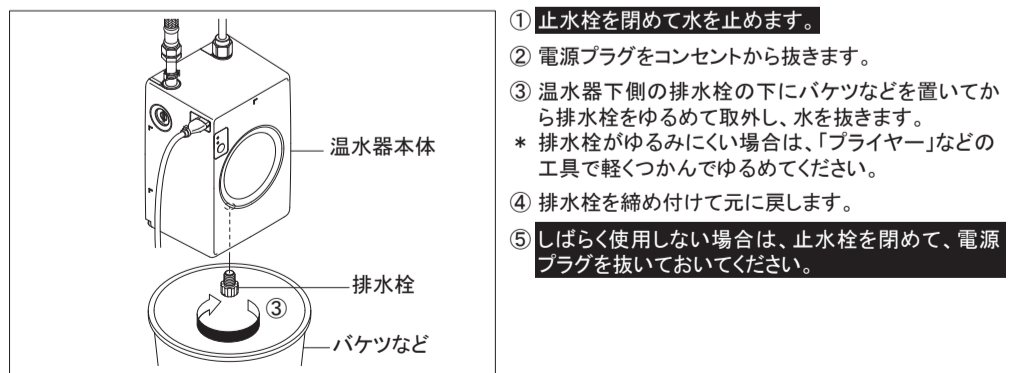 温水器本体
排水栓
③
バケツなど
① 止水栓を閉めて水を止めます。
② 電源プラグをコンセントから抜きます。
③ 温水器下側の排水栓の下にバケツなどを置いてか
ら排水栓をゆるめて取外し、水を抜きます。
* 排水栓がゆるみにくい場合は、「プライヤー」などの
工具で軽くつかんでゆるめてください。
④ 排水栓を締め付けて元に戻します。
⑤ しばらく使用しない場合は、止水栓を閉めて、電源
プラグを抜いておいてください。